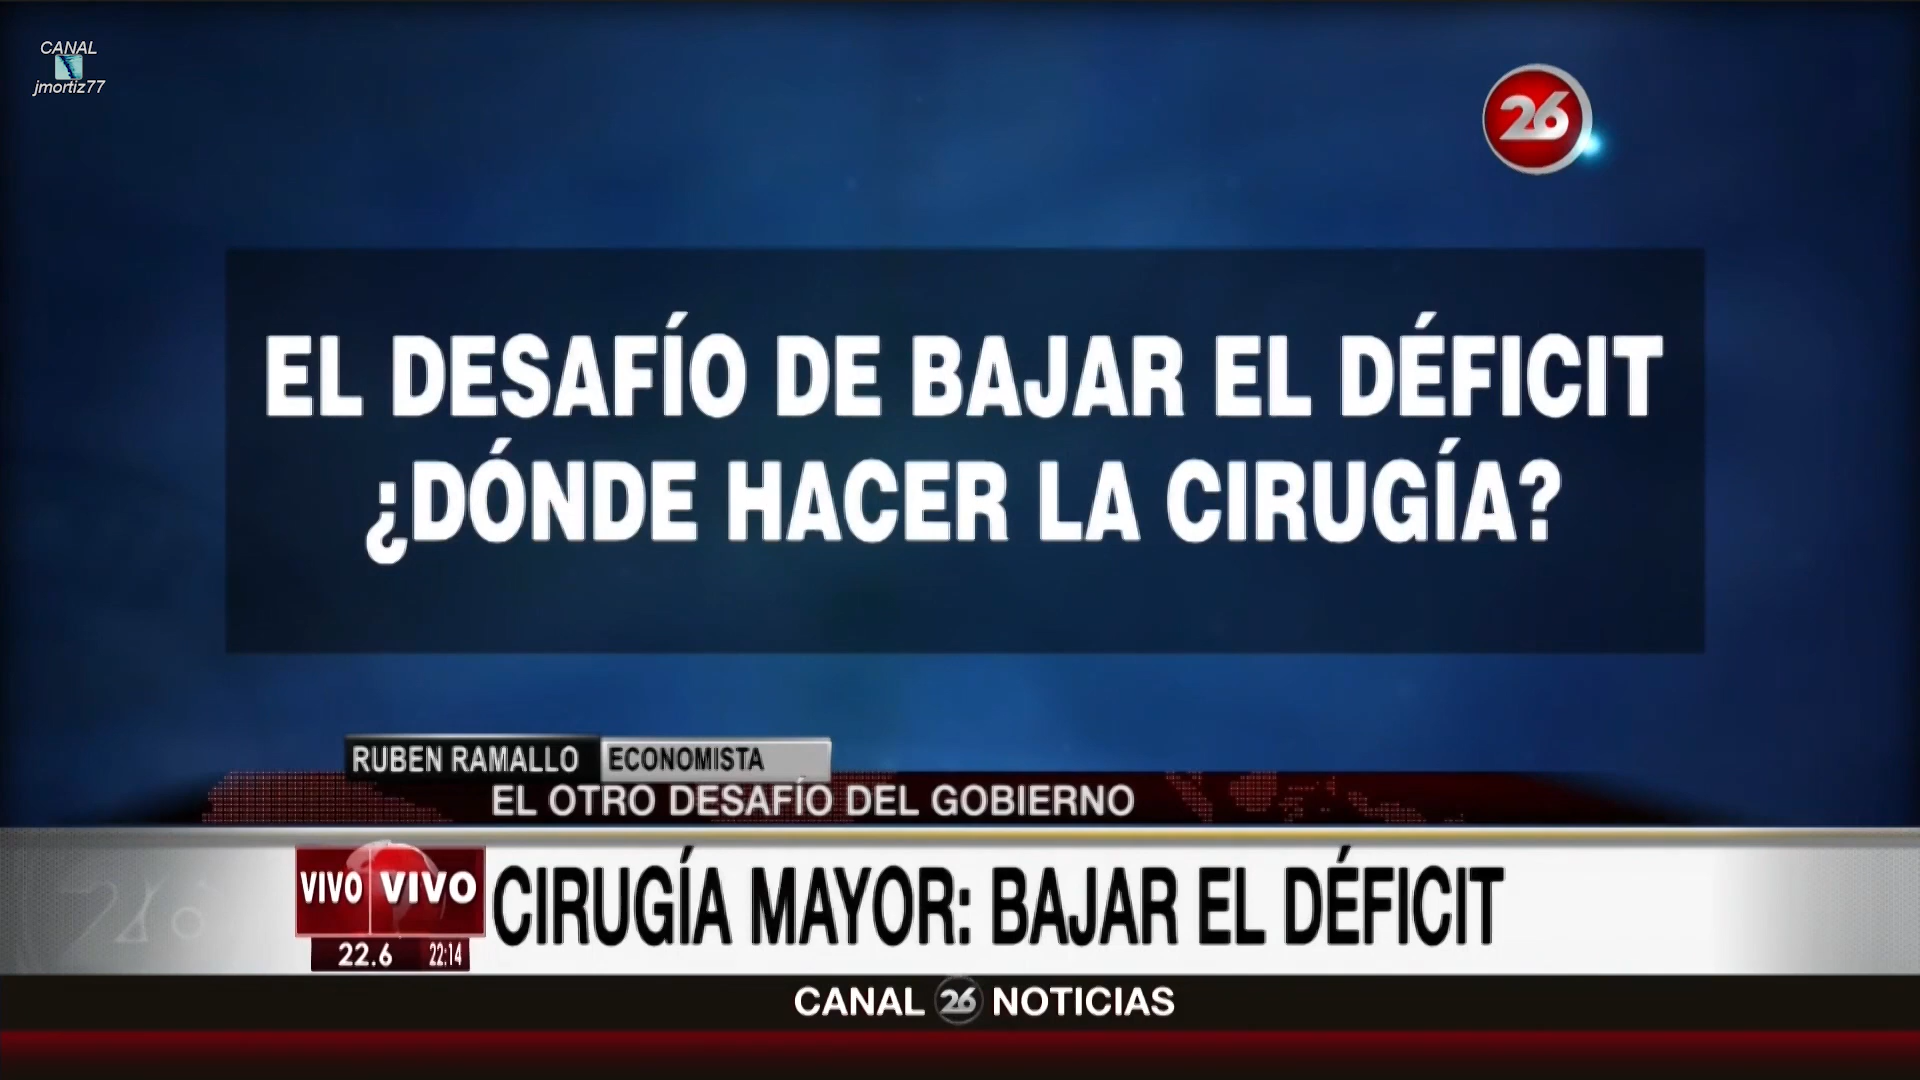 CANAL
jmortiz77
26
EL DESAFÍO DE BAJAR EL DÉFICIT
¿DÓNDE HACER LA CIRUGÍA?
RUBEN RAMALLO ECONOMISTA
EL OTRO DESAFÍO DEL GOBIERNO
VIVO VIVO
CIRUGÍA MAYOR: BAJAR EL DÉFICIT
22.6 22:14
CANAL 26 NOTICIAS